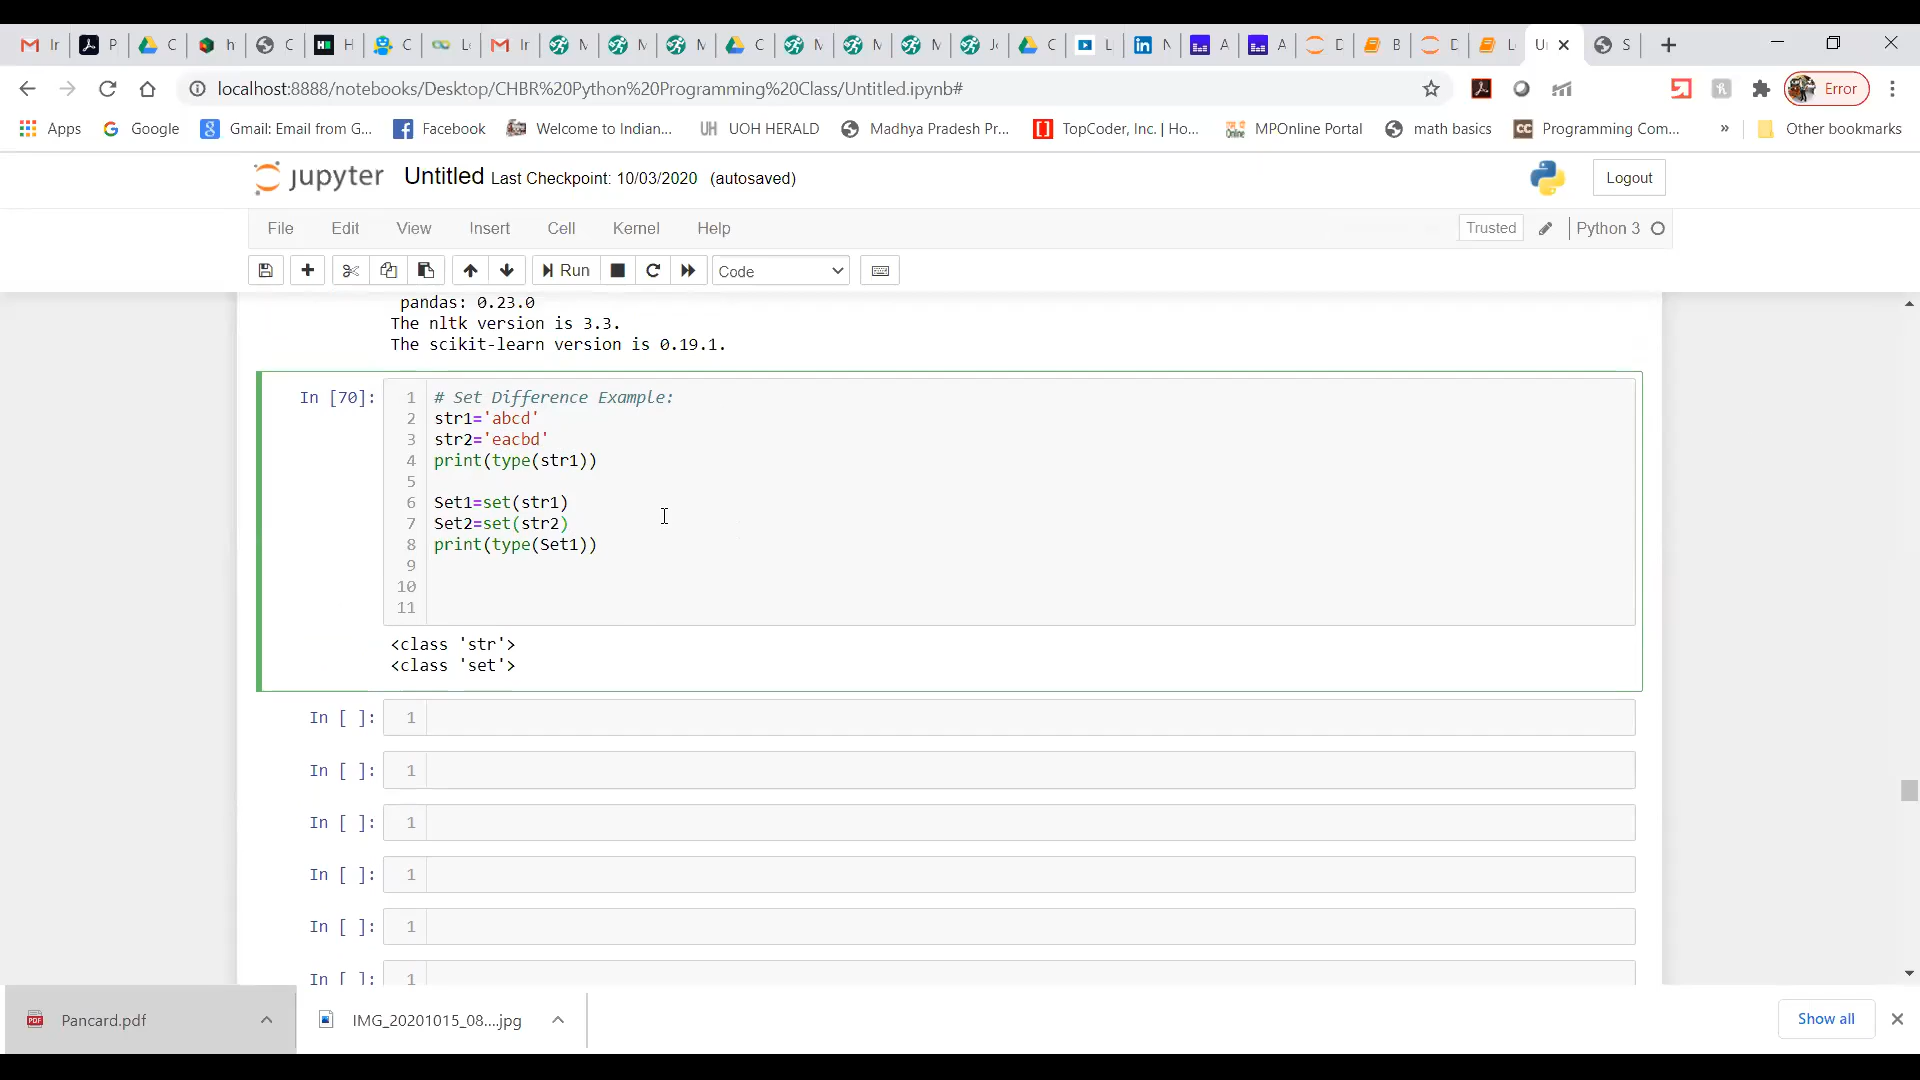 Ir P C h C H C L Ir M M M C M M M J C L N A A D B D L U S
localhost:8888/notebooks/Desktop/CHBR%20Python%20Programming%20Class/Untitled.ipynb# Error
Apps Google Gmail: Email from G... Facebook Welcome to Indian... UOH HERALD Madhya Pradesh Pr... TopCoder, Inc. | Ho... MPOnline Portal math basics Programming Com... » Other bookmarks
jupyter Untitled Last Checkpoint: 10/03/2020 (autosaved) Logout
File Edit View Insert Cell Kernel Help Trusted Python 3
Run Code
pandas: 0.23.0
The nltk version is 3.3.
The scikit-learn version is 0.19.1.
In [70]: 1 # Set Difference Example:
2 str1='abcd'
3 str2='eacbd'
4 print(type(str1))
5
6 Set1=set(str1)
7 Set2=set(str2)
8 print(type(Set1))
9
10
11
<class 'str'>
<class 'set'>
In [ ]: 1
In [ ]: 1
In [ ]: 1
In [ ]: 1
In [ ]: 1
In [ ]: 1
Pancard.pdf IMG_20201015_08....jpg Show all